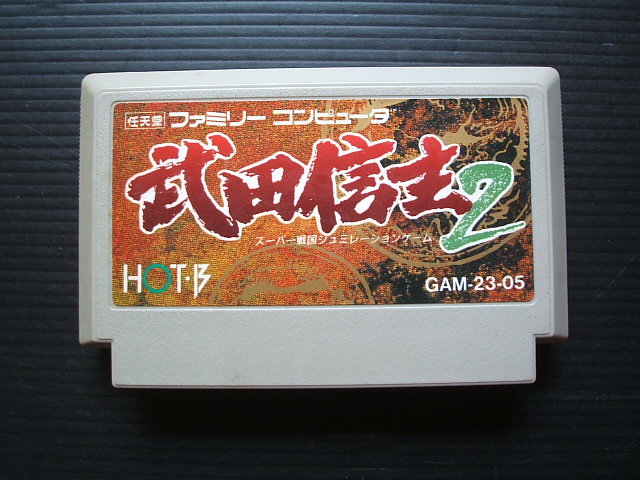 任天堂 ファミリー コンピュータ
武田信玄2
スーパー戦国シュミレーションゲーム
HOT・B
GAM-23-05